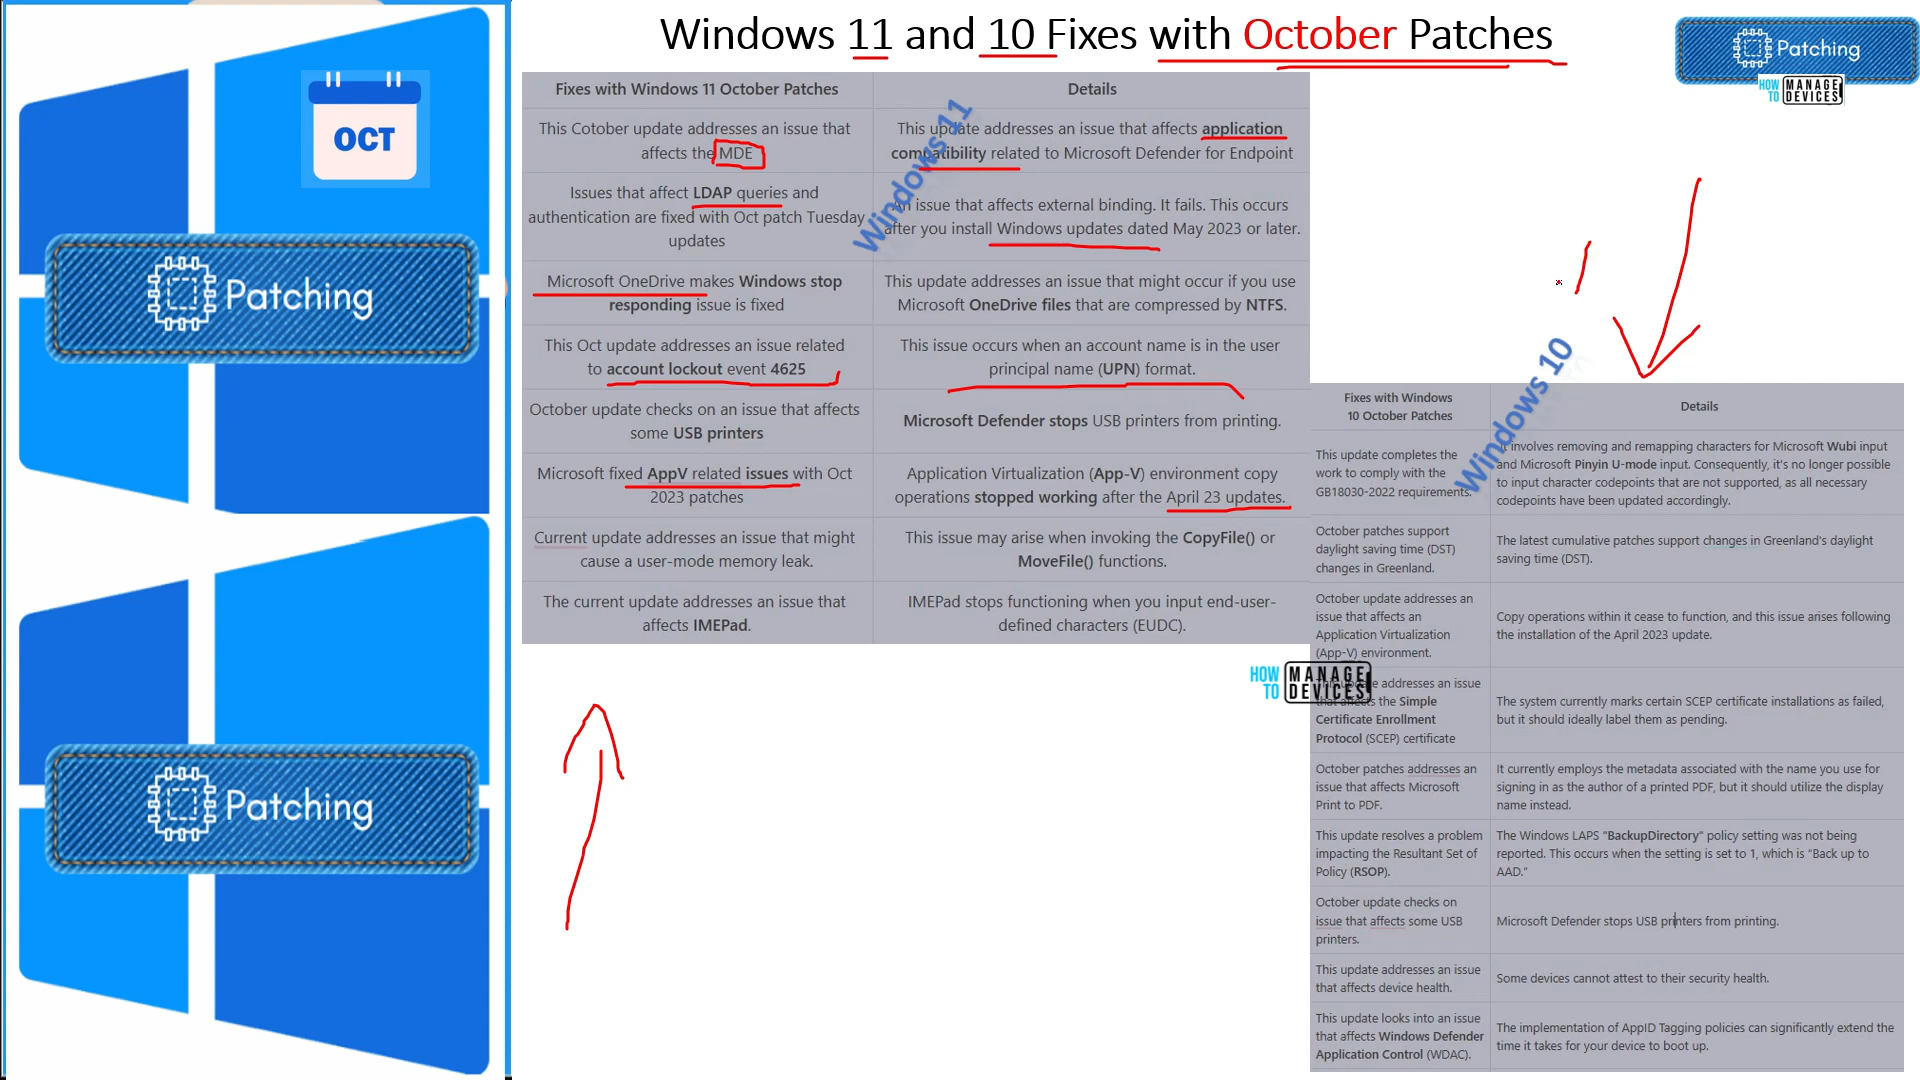 Windows 11 and 10 Fixes with October Patches
Patching
HOW TO MANAGE DEVICES
OCT
Patching
Patching
Windows 11
Fixes with Windows 11 October Patches
Details
This Cotober update addresses an issue that
affects the MDE
This update addresses an issue that affects application
compatibility related to Microsoft Defender for Endpoint
Issues that affect LDAP queries and
authentication are fixed with Oct patch Tuesday
updates
An issue that affects external binding. It fails. This occurs
after you install Windows updates dated May 2023 or later.
Microsoft OneDrive makes Windows stop
responding issue is fixed
This update addresses an issue that might occur if you use
Microsoft OneDrive files that are compressed by NTFS.
This Oct update addresses an issue related
to account lockout event 4625
This issue occurs when an account name is in the user
principal name (UPN) format.
October update checks on an issue that affects
some USB printers
Microsoft Defender stops USB printers from printing.
Microsoft fixed AppV related issues with Oct
2023 patches
Application Virtualization (App-V) environment copy
operations stopped working after the April 23 updates.
Current update addresses an issue that might
cause a user-mode memory leak.
This issue may arise when invoking the CopyFile() or
MoveFile() functions.
The current update addresses an issue that
affects IMEPad.
IMEPad stops functioning when you input end-user-
defined characters (EUDC).
HOW TO MANAGE DEVICES
Windows 10
Fixes with Windows
10 October Patches
Details
This update completes the
work to comply with the
GB18030-2022 requirements.
It involves removing and remapping characters for Microsoft Wubi input
and Microsoft Pinyin U-mode input. Consequently, it's no longer possible
to input character codepoints that are not supported, as all necessary
codepoints have been updated accordingly.
October patches support
daylight saving time (DST)
changes in Greenland.
The latest cumulative patches support changes in Greenland's daylight
saving time (DST).
October update addresses an
issue that affects an
Application Virtualization
(App-V) environment.
Copy operations within it cease to function, and this issue arises following
the installation of the April 2023 update.
This update addresses an issue
that affects the Simple
Certificate Enrollment
Protocol (SCEP) certificate
The system currently marks certain SCEP certificate installations as failed,
but it should ideally label them as pending.
October patches addresses an
issue that affects Microsoft
Print to PDF.
It currently employs the metadata associated with the name you use for
signing in as the author of a printed PDF, but it should utilize the display
name instead.
This update resolves a problem
impacting the Resultant Set of
Policy (RSOP).
The Windows LAPS "BackupDirectory" policy setting was not being
reported. This occurs when the setting is set to 1, which is “Back up to
AAD.”
October update checks on
issue that affects some USB
printers.
Microsoft Defender stops USB printers from printing.
This update addresses an issue
that affects device health.
Some devices cannot attest to their security health.
This update looks into an issue
that affects Windows Defender
Application Control (WDAC).
The implementation of AppID Tagging policies can significantly extend the
time it takes for your device to boot up.